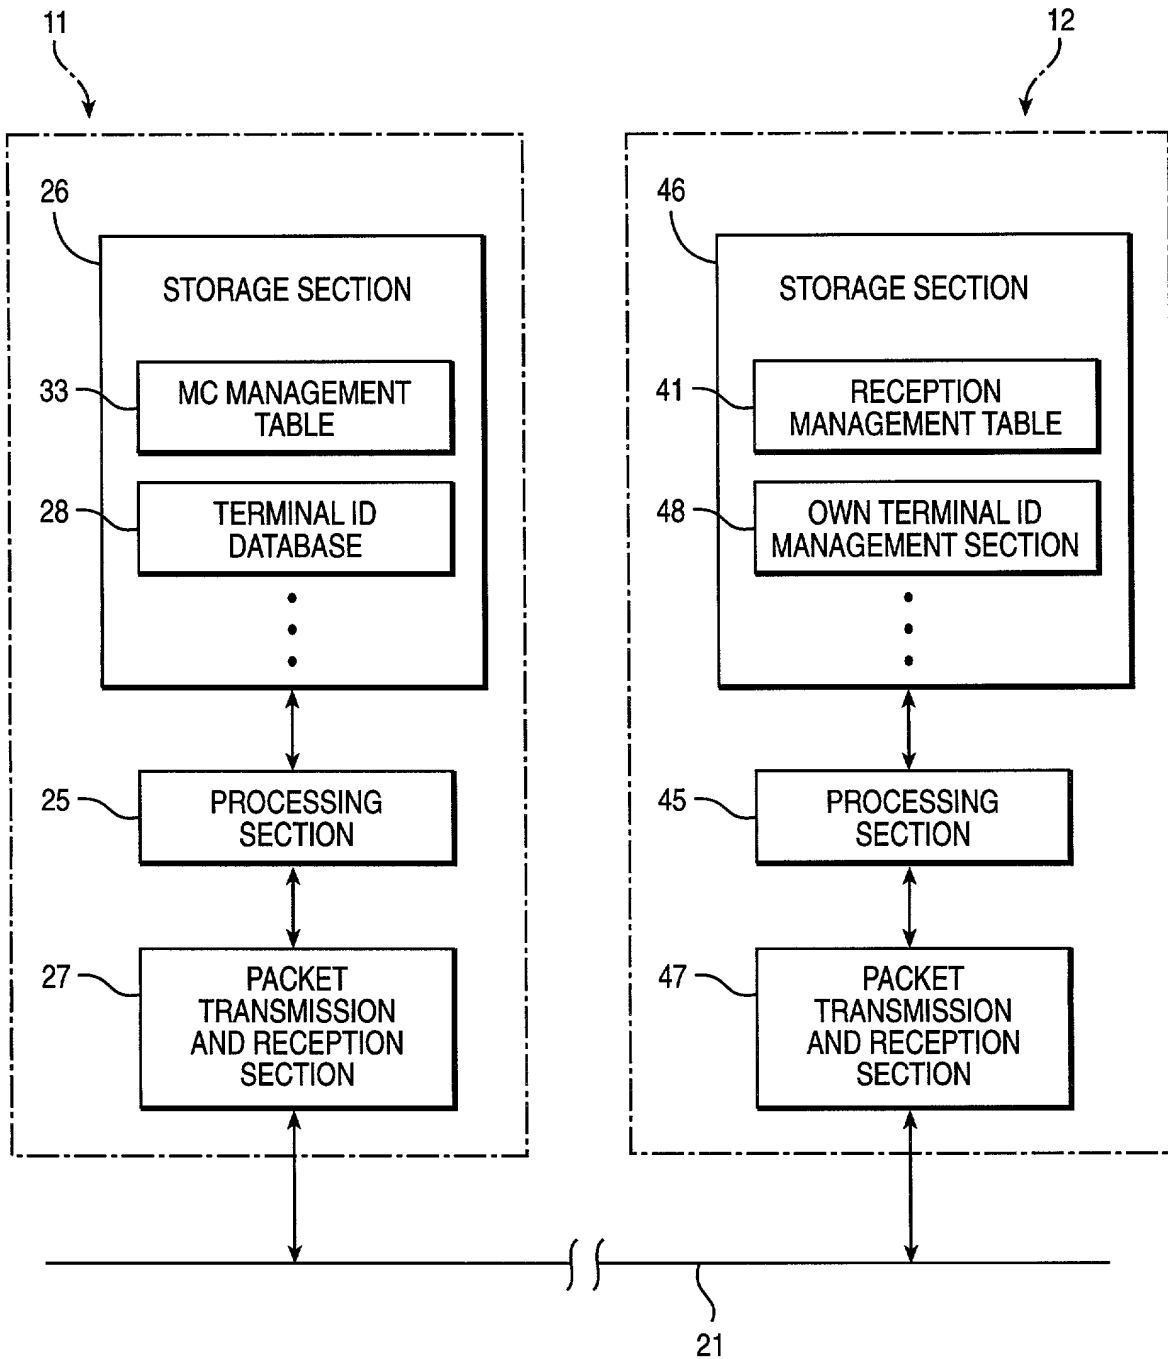 11
12
26
STORAGE SECTION
33
MC MANAGEMENT
TABLE
28
TERMINAL ID
DATABASE
25
PROCESSING
SECTION
27
PACKET
TRANSMISSION
AND RECEPTION
SECTION
46
STORAGE SECTION
41
RECEPTION
MANAGEMENT TABLE
48
OWN TERMINAL ID
MANAGEMENT SECTION
45
PROCESSING
SECTION
47
PACKET
TRANSMISSION
AND RECEPTION
SECTION
21